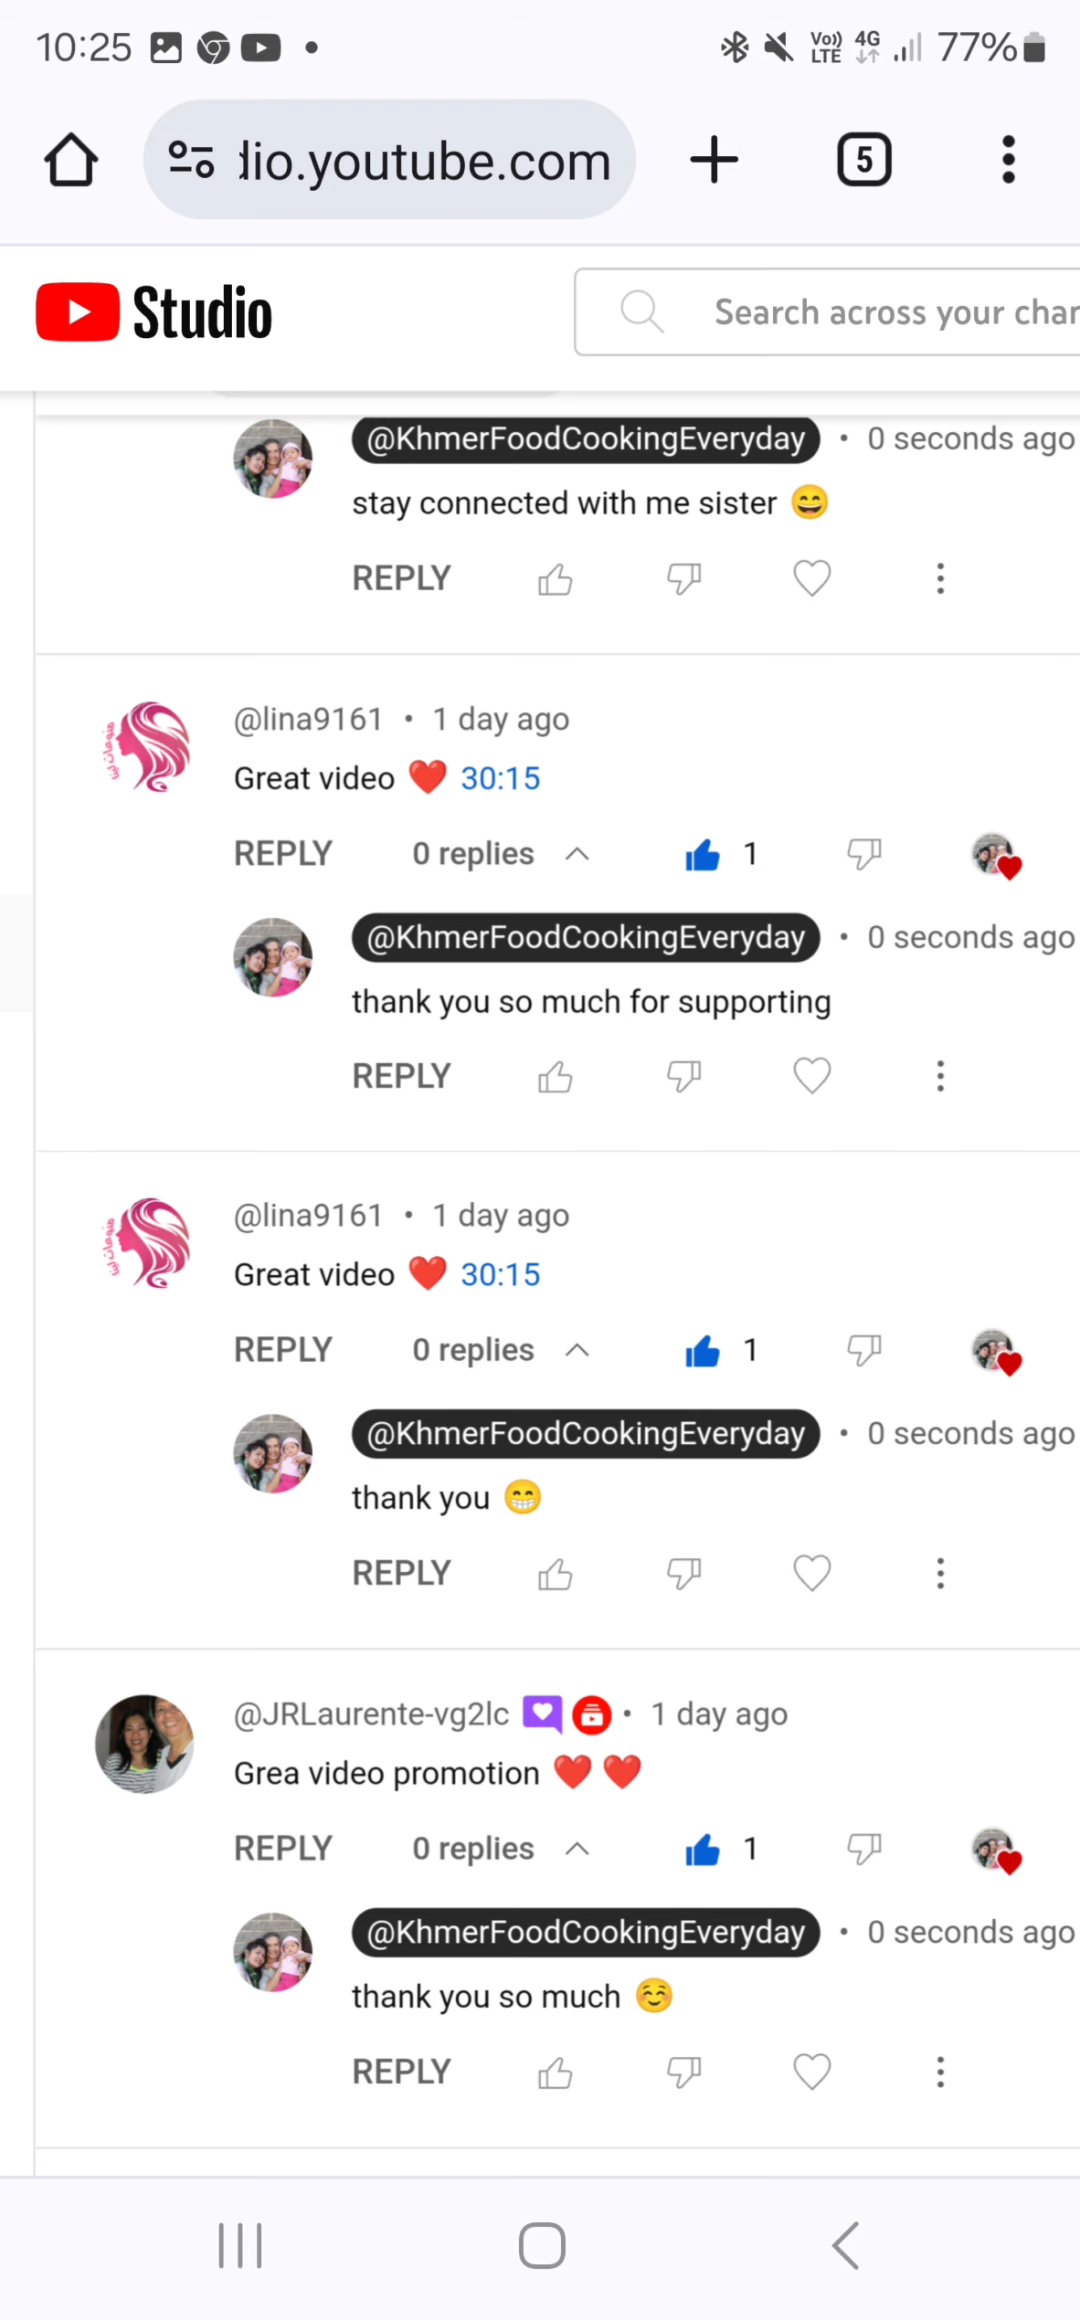 10:25 Vo)) LTE 4G 77%
lio.youtube.com 5
Studio Search across your
@KhmerFoodCookingEveryday • 0 seconds ago
stay connected with me sister 😄
REPLY
@lina9161 • 1 day ago
Great video ❤️ 30:15
REPLY 0 replies 1
@KhmerFoodCookingEveryday • 0 seconds ago
thank you so much for supporting
REPLY
@lina9161 • 1 day ago
Great video ❤️ 30:15
REPLY 0 replies 1
@KhmerFoodCookingEveryday • 0 seconds ago
thank you 😁
REPLY
@JRLaurente-vg2lc • 1 day ago
Grea video promotion ❤️ ❤️
REPLY 0 replies 1
@KhmerFoodCookingEveryday • 0 seconds ago
thank you so much ☺️
REPLY